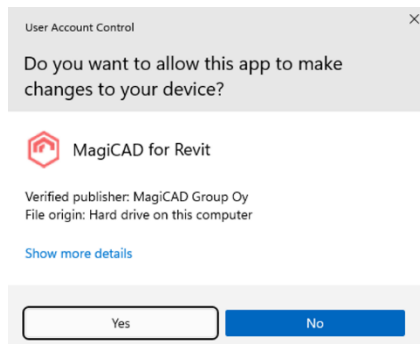 User Account Control
Do you want to allow this app to make
changes to your device?
MagiCAD for Revit
Verified publisher: MagiCAD Group Oy
File origin: Hard drive on this computer
Show more details
Yes
No